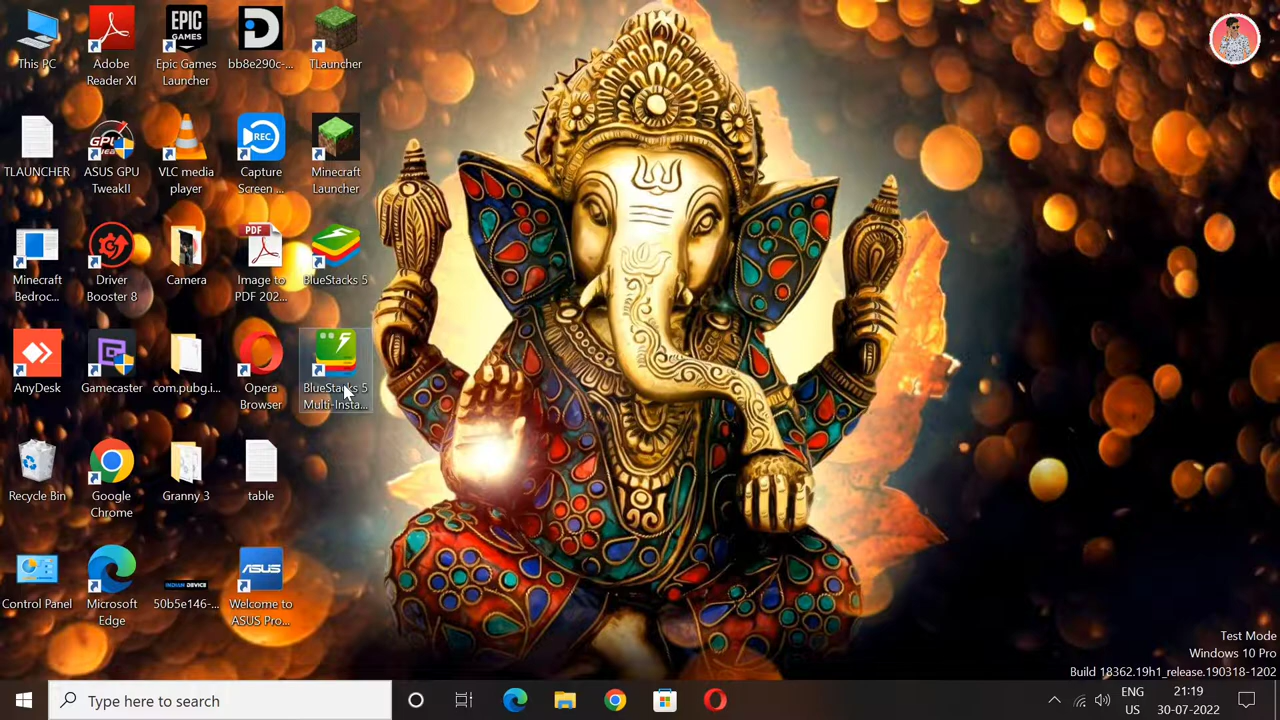 This PC
Adobe
Reader XI
Epic Games
Launcher
bb8e290c-...
TLauncher
TLAUNCHER
ASUS GPU
TweakII
VLC media
player
Capture
Screen ...
Minecraft
Launcher
Minecraft
Bedroc...
Driver
Booster 8
Camera
Image to
PDF 202...
BlueStacks 5
AnyDesk
Gamecaster
com.pubg.i...
Opera
Browser
BlueStacks 5
Multi-Insta...
Recycle Bin
Google
Chrome
Granny 3
table
Control Panel
Microsoft
Edge
50b5e146-...
Welcome to
ASUS Pro...
EPIC
GAMES
REC.
PDF
ASUS
INDIAN DEVICE
Test Mode
Windows 10 Pro
Build 18362.19h1_release.190318-1202
Type here to search
ENG
US
21:19
30-07-2022